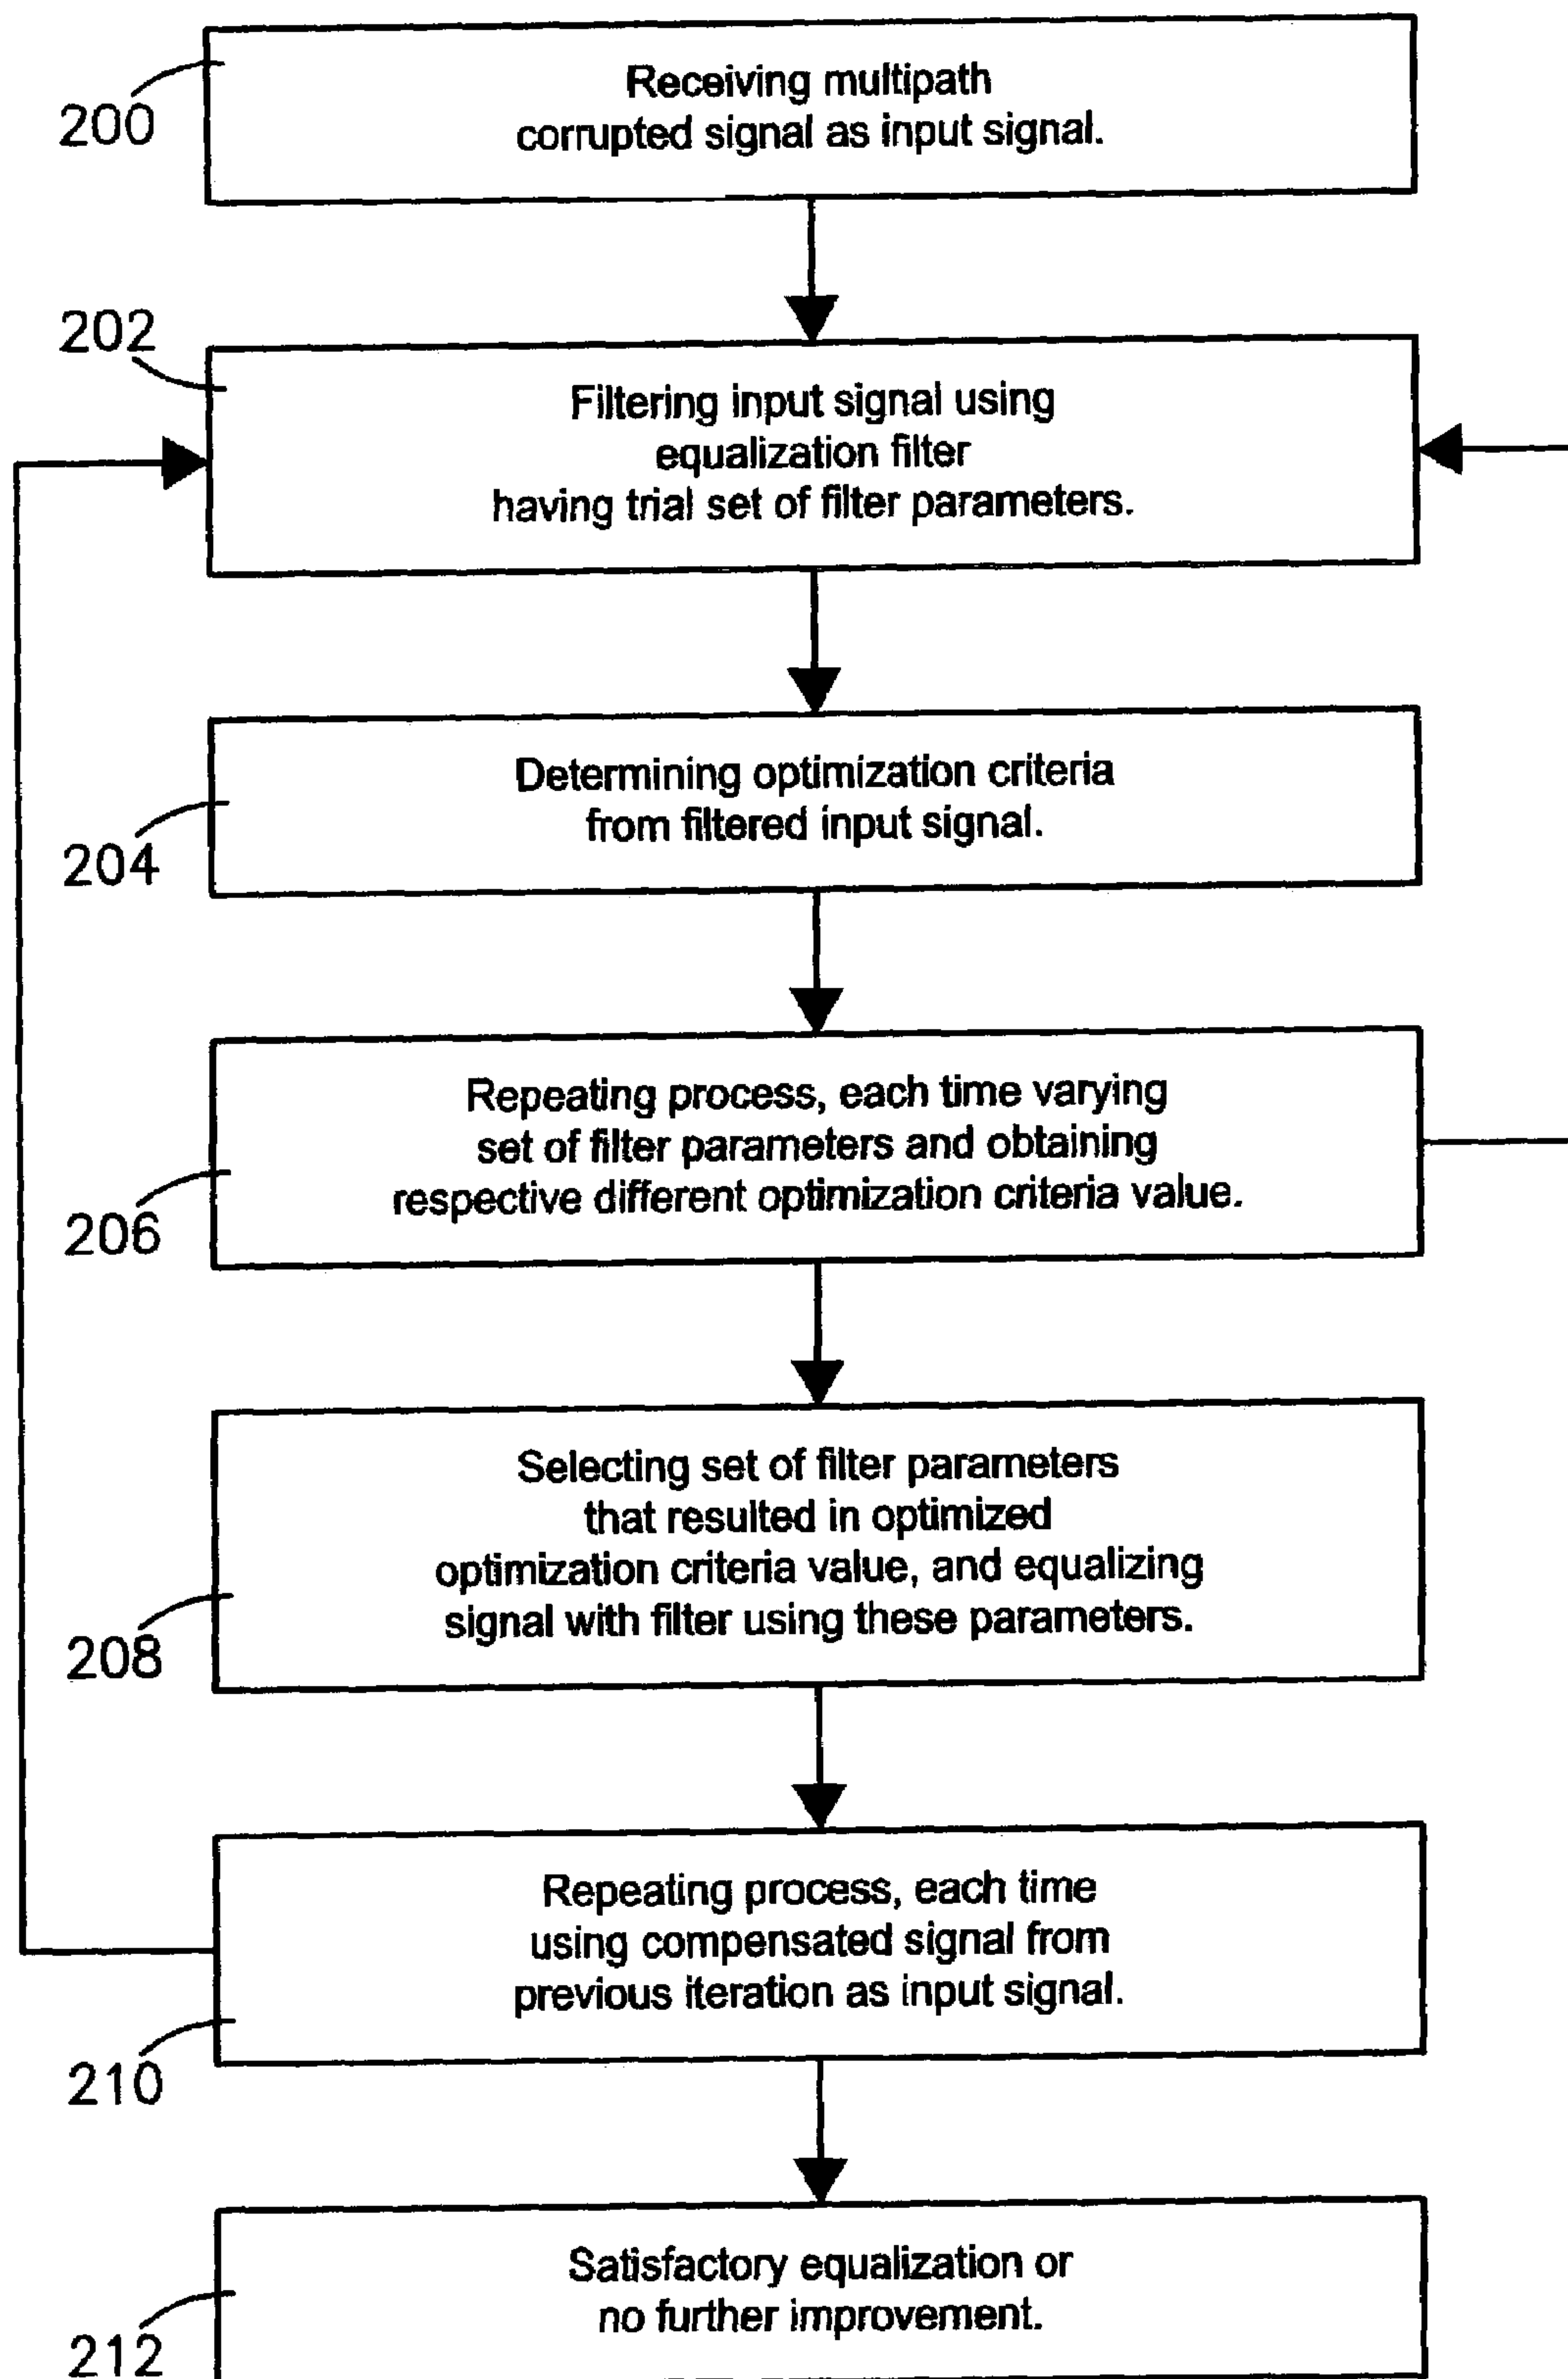 200
Receiving multipath
corrupted signal as input signal.
202
Filtering input signal using
equalization filter
having trial set of filter parameters.
204
Determining optimization criteria
from filtered input signal.
206
Repeating process, each time varying
set of filter parameters and obtaining
respective different optimization criteria value.
208
Selecting set of filter parameters
that resulted in optimized
optimization criteria value, and equalizing
signal with filter using these parameters.
210
Repeating process, each time
using compensated signal from
previous iteration as input signal.
212
Satisfactory equalization or
no further improvement.